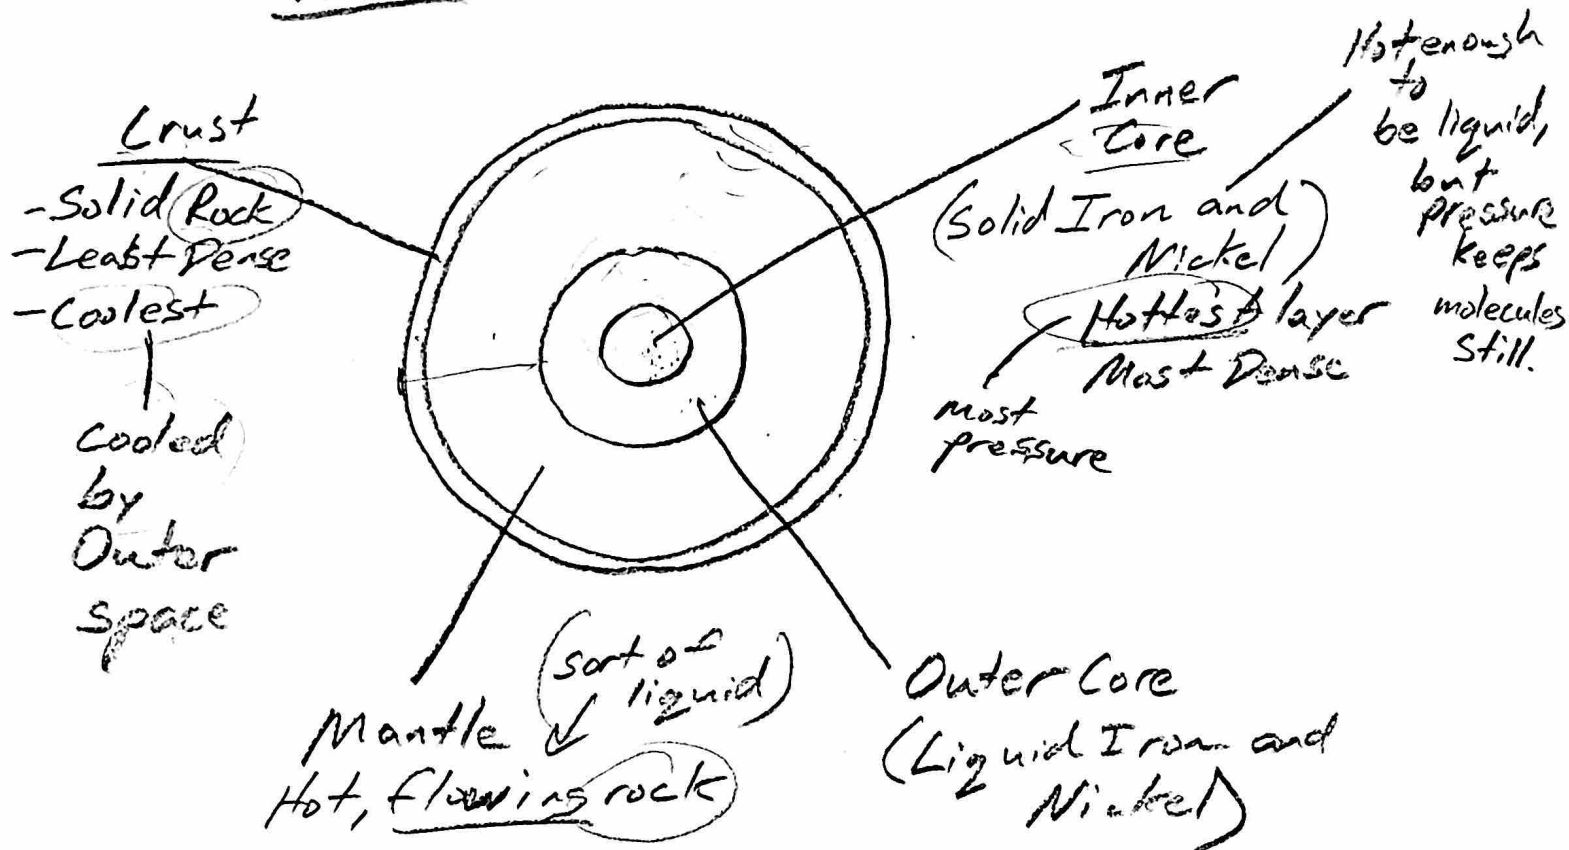 Crust
-Solid Rock
-Least Dense
-Coolest
cooled
by
Outer
space
Inner
Core
(Solid Iron and
Nickel)
Hottest layer
Most Dense
most
pressure
Hot enough
to
be liquid,
but
pressure
keeps
molecules
still.
Mantle
(sort of
liquid)
Hot, flowing rock
Outer Core
(Liquid Iron and
Nickel)